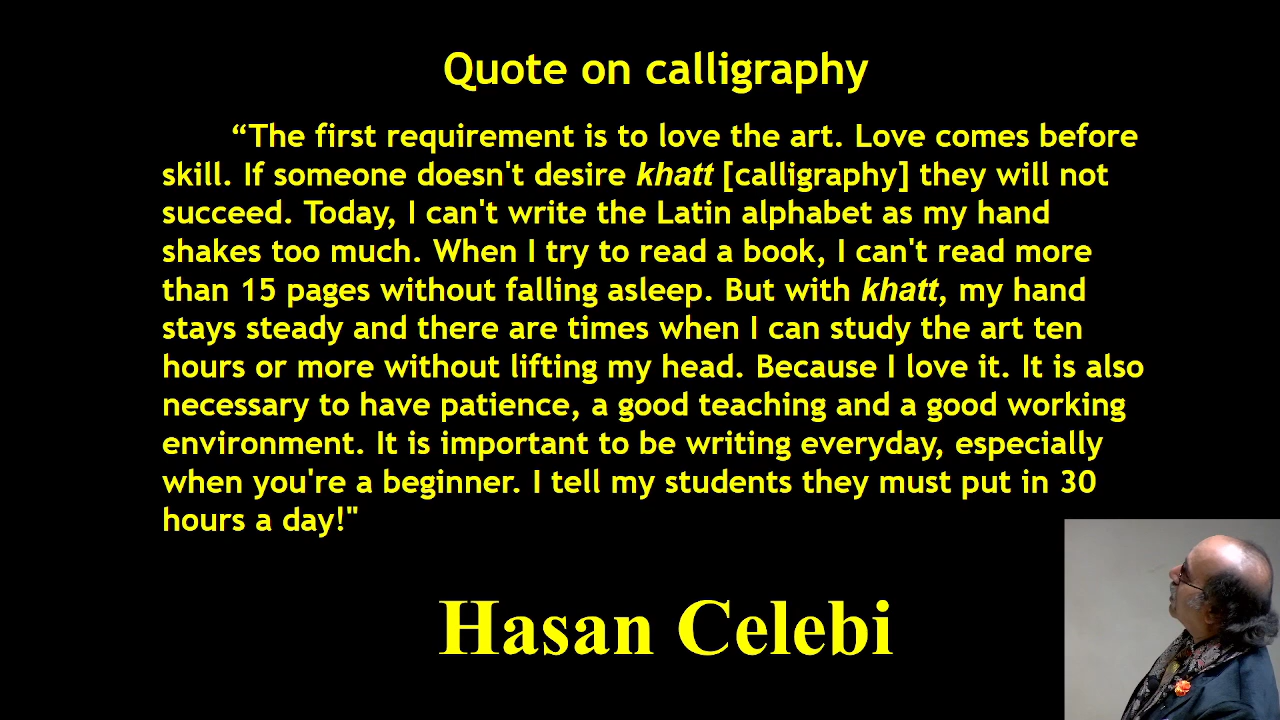 Quote on calligraphy
“The first requirement is to love the art. Love comes before
skill. If someone doesn't desire khatt [calligraphy] they will not
succeed. Today, I can't write the Latin alphabet as my hand
shakes too much. When I try to read a book, I can't read more
than 15 pages without falling asleep. But with khatt, my hand
stays steady and there are times when I can study the art ten
hours or more without lifting my head. Because I love it. It is also
necessary to have patience, a good teaching and a good working
environment. It is important to be writing everyday, especially
when you're a beginner. I tell my students they must put in 30
hours a day!"
Hasan Celebi